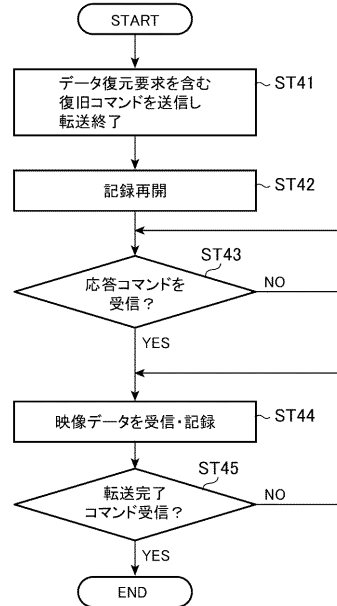 START
データ復元要求を含む
復旧コマンドを送信し
転送終了
ST41
記録再開
ST42
ST43
応答コマンドを
受信？
NO
YES
映像データを受信・記録
ST44
ST45
転送完了
コマンド受信？
NO
YES
END